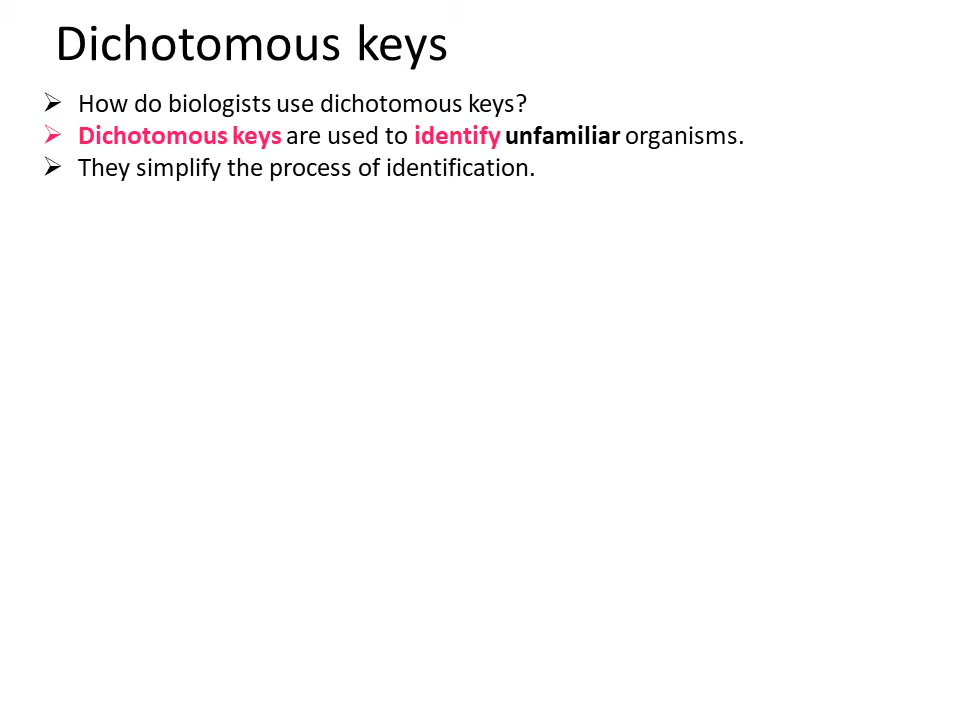 Dichotomous keys
➢ How do biologists use dichotomous keys?
➢ Dichotomous keys are used to identify unfamiliar organisms.
➢ They simplify the process of identification.